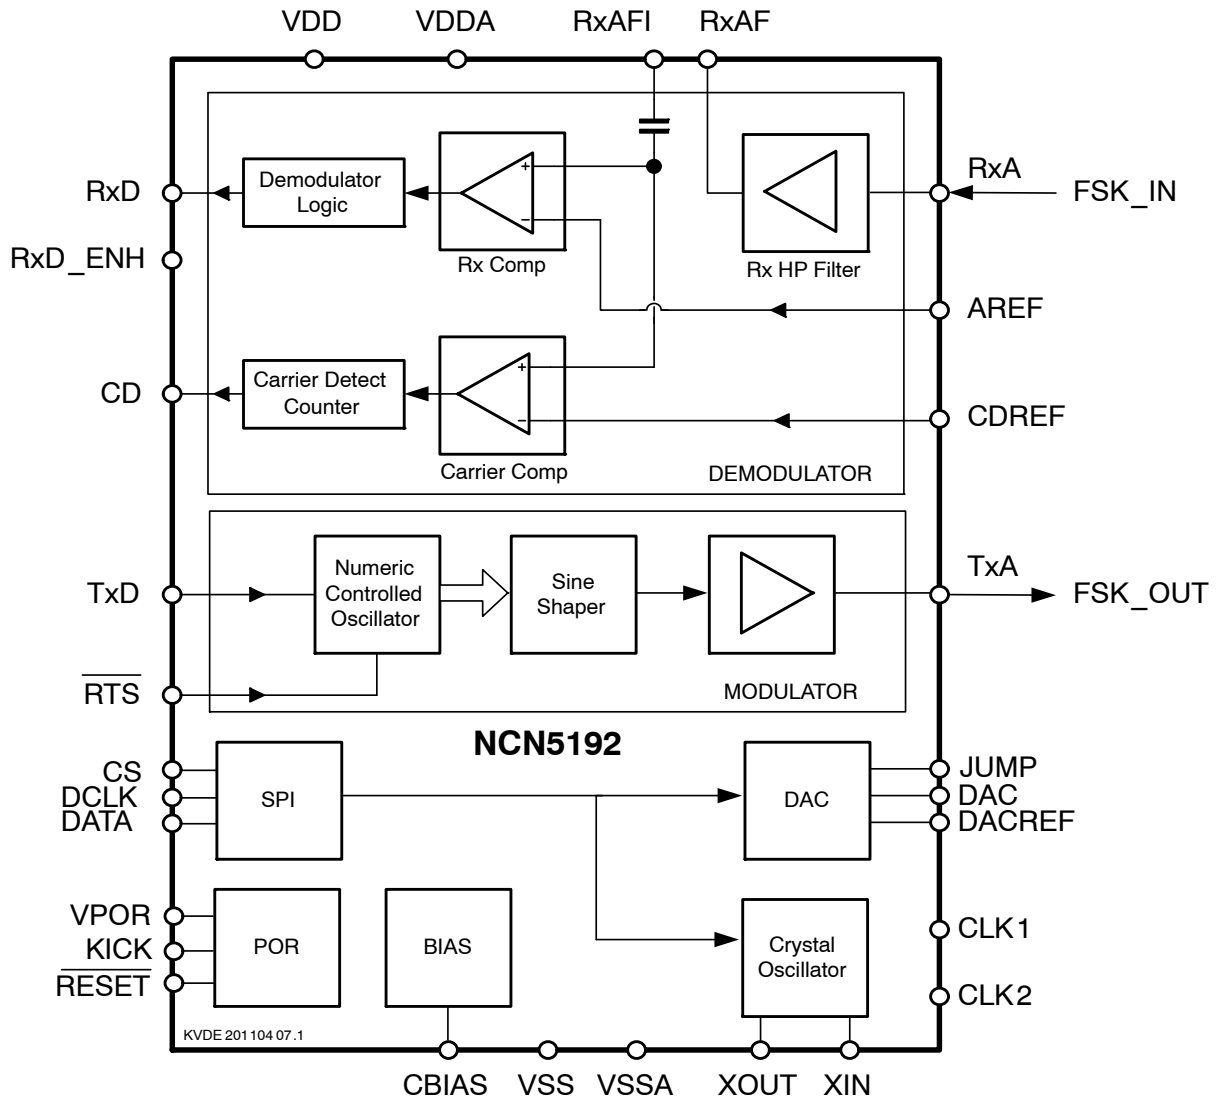 VDD
VDDA
RxAFI
RxAF
RxD
Demodulator
Logic
+
−
Rx Comp
Rx HP Filter
RxA
FSK_IN
RxD_ENH
AREF
CD
Carrier Detect
Counter
+
−
Carrier Comp
CDREF
DEMODULATOR
TxD
Numeric
Controlled
Oscillator
Sine
Shaper
TxA
FSK_OUT
RTS
MODULATOR
NCN5192
CS
DCLK
DATA
SPI
DAC
JUMP
DAC
DACREF
VPOR
KICK
RESET
POR
BIAS
Crystal
Oscillator
CLK1
CLK2
KVDE 20110407.1
CBIAS
VSS
VSSA
XOUT
XIN